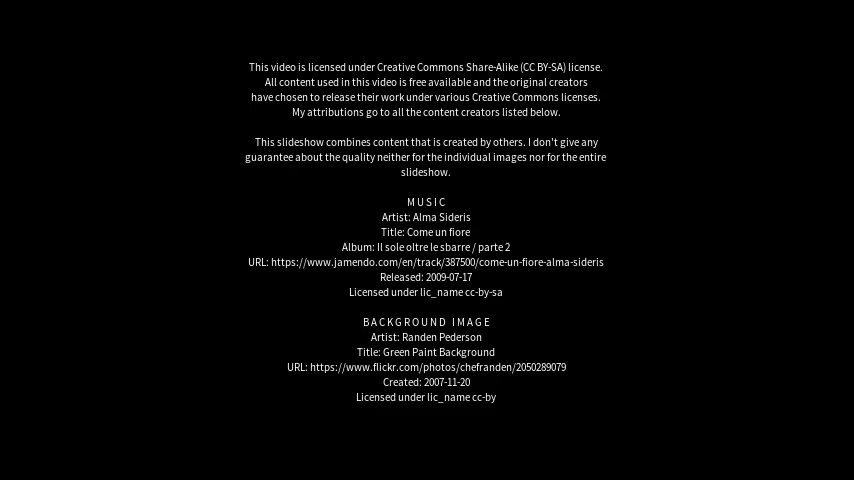 This video is licensed under Creative Commons Share-Alike (CC BY-SA) license.
All content used in this video is free available and the original creators
have chosen to release their work under various Creative Commons licenses.
My attributions go to all the content creators listed below.
This slideshow combines content that is created by others. I don't give any
guarantee about the quality neither for the individual images nor for the entire
slideshow.
MUSIC
Artist: Alma Sideris
Title: Come un fiore
Album: Il sole oltre le sbarre / parte 2
URL: https://www.jamendo.com/en/track/387500/come-un-fiore-alma-sideris
Released: 2009-07-17
Licensed under lic_name cc-by-sa
BACKGROUND IMAGE
Artist: Randen Pederson
Title: Green Paint Background
URL: https://www.flickr.com/photos/chefranden/2050289079
Created: 2007-11-20
Licensed under lic_name cc-by